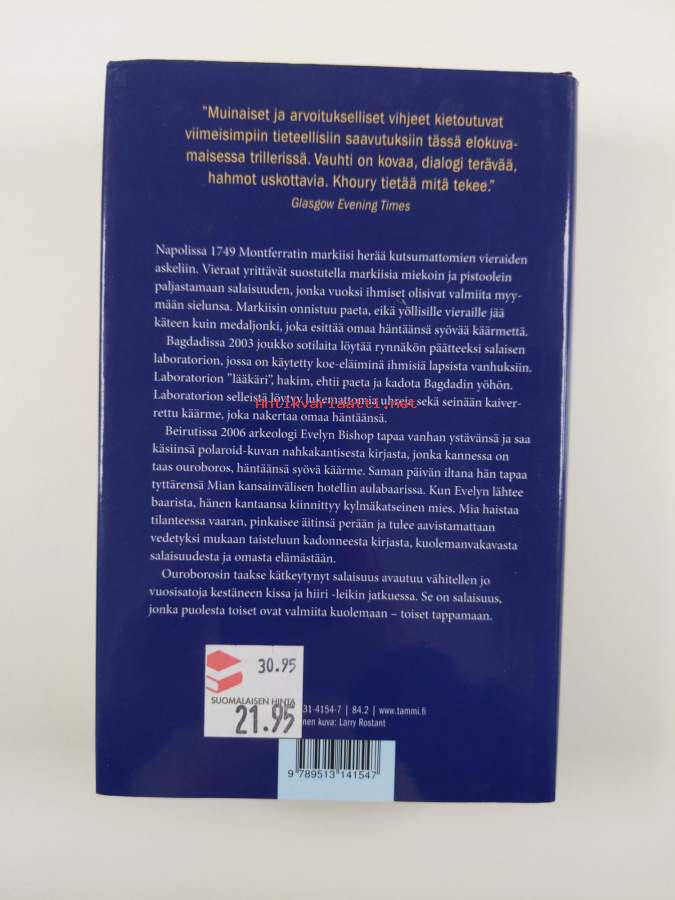 "Muinaiset ja arvoitukselliset vihjeet kietoutuvat
viimeisimpiin tieteellisiin saavutuksiin tässä elokuva-
maisessa trillerissä. Vauhti on kovaa, dialogi terävää,
hahmot uskottavia. Khoury tietää mitä tekee."
Glasgow Evening Times
Napolissa 1749 Montferratin markiisi herää kutsumattomien vieraiden
askeliin. Vieraat yrittävät suostutella markiisia miekoin ja pistoolein
paljastamaan salaisuuden, jonka vuoksi ihmiset olisivat valmiita myy-
mään sielunsa. Markiisin onnistuu paeta, eikä yöllisille vieraille jää
käteen kuin medaljonki, joka esittää omaa häntäänsä syövää käärmettä.
Bagdadissa 2003 joukko sotilaita löytää rynnäkön päätteeksi salaisen
laboratorion, jossa on käytetty koe-eläiminä ihmisiä lapsista vanhuksiin.
Laboratorion "lääkäri", hakim, ehtii paeta ja kadota Bagdadin yöhön.
Laboratorion selleistä löytyy lukemattomia uhreja sekä seinään kaiver-
Antikvariaatti.net
rettu käärme, joka nakertaa omaa häntäänsä.
Beirutissa 2006 arkeologi Evelyn Bishop tapaa vanhan ystävänsä ja saa
käsiinsä polaroid-kuvan nahkakantisesta kirjasta, jonka kannessa on
taas ouroboros, häntäänsä syövä käärme. Saman päivän iltana hän tapaa
tyttärensä Mian kansainvälisen hotellin aulabaarissa. Kun Evelyn lähtee
baarista, hänen kantaansa kiinnittyy kylmäkatseinen mies. Mia haistaa
tilanteessa vaaran, pinkaisee äitinsä perään ja tulee aavistamattaan
vedetyksi mukaan taisteluun kadonneesta kirjasta, kuolemanvakavasta
salaisuudesta ja omasta elämästään.
Ouroborosin taakse kätkeytynyt salaisuus avautuu vähitellen jo
vuosisatoja kestäneen kissa ja hiiri -leikin jatkuessa. Se on salaisuus,
jonka puolesta toiset ovat valmiita kuolemaan – toiset tappamaan.
30.95
SUOMALAISEN HINTA
21.95
31-4154-7 | 84.2 | www.tammi.fi
nen kuva: Larry Rostant
9 789513 141547